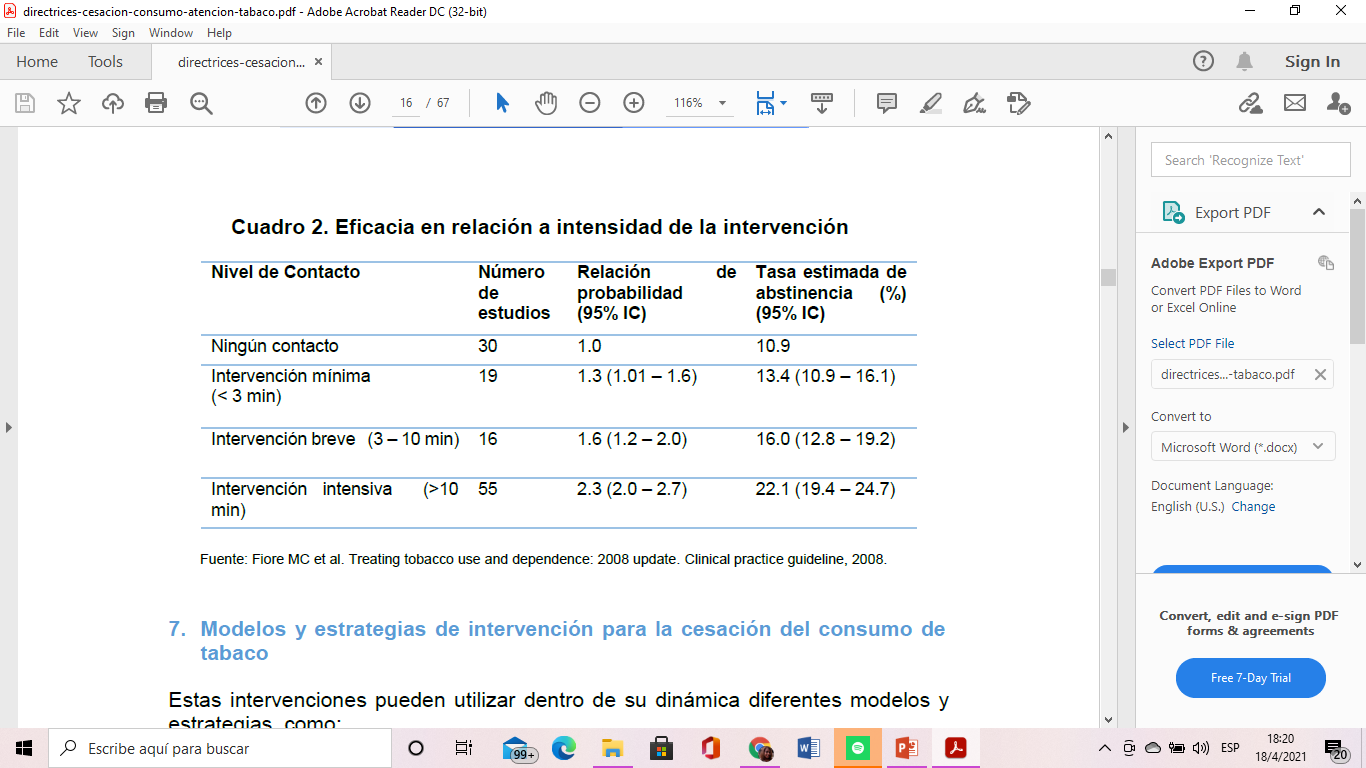 directrices-cesacion-consumo-atencion-tabaco.pdf - Adobe Acrobat Reader DC (32-bit)
File Edit View Sign Window Help
Home Tools directrices-cesacion... × Sign In
16 / 67 116%
Cuadro 2. Eficacia en relación a intensidad de la intervención
Nivel de Contacto Número de estudios Relación de probabilidad (95% IC) Tasa estimada de abstinencia (%) (95% IC)
Ningún contacto 30 1.0 10.9
Intervención mínima (< 3 min) 19 1.3 (1.01 – 1.6) 13.4 (10.9 – 16.1)
Intervención breve (3 – 10 min) 16 1.6 (1.2 – 2.0) 16.0 (12.8 – 19.2)
Intervención intensiva (>10 min) 55 2.3 (2.0 – 2.7) 22.1 (19.4 – 24.7)
Fuente: Fiore MC et al. Treating tobacco use and dependence: 2008 update. Clinical practice guideline, 2008.
7. Modelos y estrategias de intervención para la cesación del consumo de
tabaco
Estas intervenciones pueden utilizar dentro de su dinámica diferentes modelos y
estrategias, como:
Search 'Recognize Text'
Export PDF
Adobe Export PDF
Convert PDF Files to Word
or Excel Online
Select PDF File
directrices...-tabaco.pdf
Convert to
Microsoft Word (*.docx)
Document Language:
English (U.S.) Change
Convert, edit and e-sign PDF
forms & agreements
Free 7-Day Trial
Escribe aquí para buscar
99+
ESP
18:20
18/4/2021
20